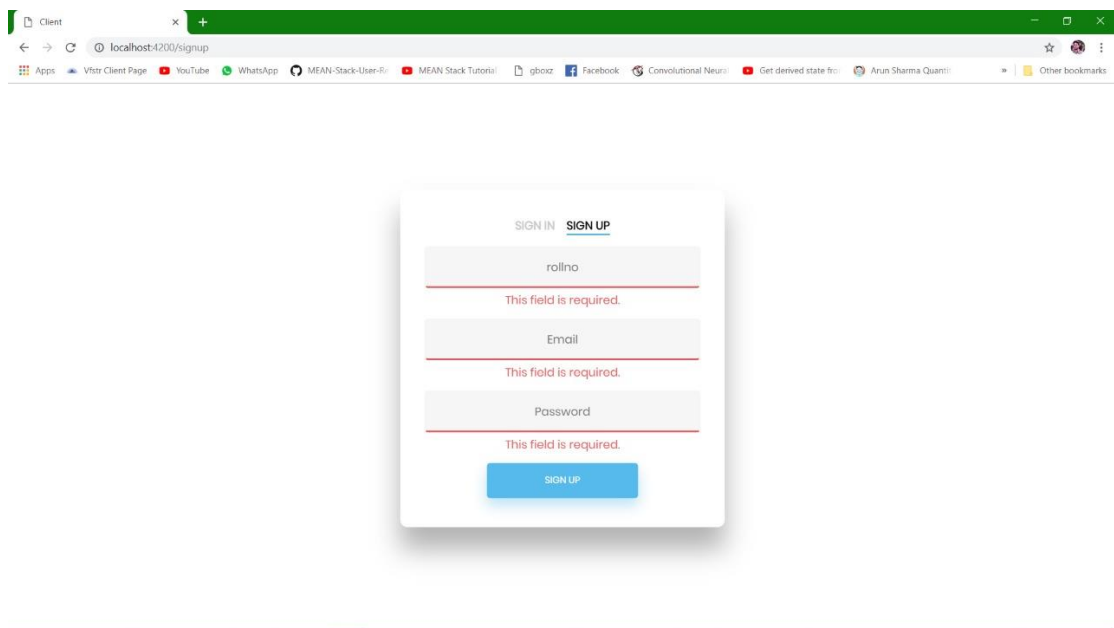 Client
localhost:4200/signup
Apps Vfstr Client Page YouTube WhatsApp MEAN-Stack-User-Re MEAN Stack Tutorial gboxz Facebook Convolutional Neura Get derived state fro Arun Sharma Quanti » Other bookmarks
SIGN IN SIGN UP
rollno
This field is required.
Email
This field is required.
Password
This field is required.
SIGN UP